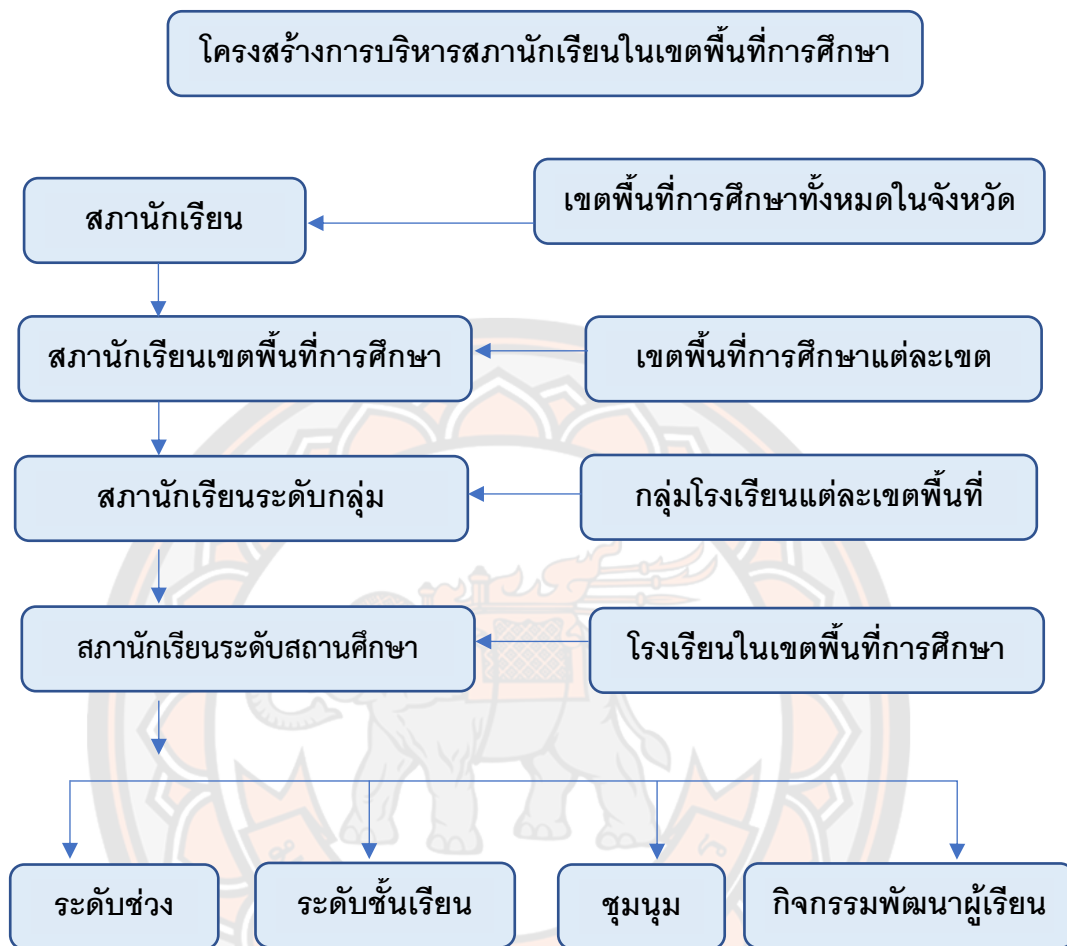 โครงสร้างการบริหารสภานักเรียนในเขตพื้นที่การศึกษา
สภานักเรียน
เขตพื้นที่การศึกษาทั้งหมดในจังหวัด
สภานักเรียนเขตพื้นที่การศึกษา
เขตพื้นที่การศึกษาแต่ละเขต
สภานักเรียนระดับกลุ่ม
กลุ่มโรงเรียนแต่ละเขตพื้นที่
สภานักเรียนระดับสถานศึกษา
โรงเรียนในเขตพื้นที่การศึกษา
ระดับช่วง
ระดับชั้นเรียน
ชุมนุม
กิจกรรมพัฒนาผู้เรียน